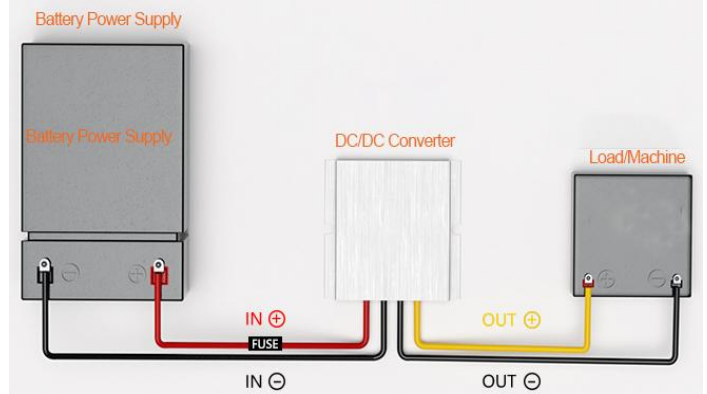 Battery Power Supply
Battery Power Supply
DC/DC Converter
Load/Machine
IN ⊕
OUT ⊕
FUSE
IN ⊖
OUT ⊖